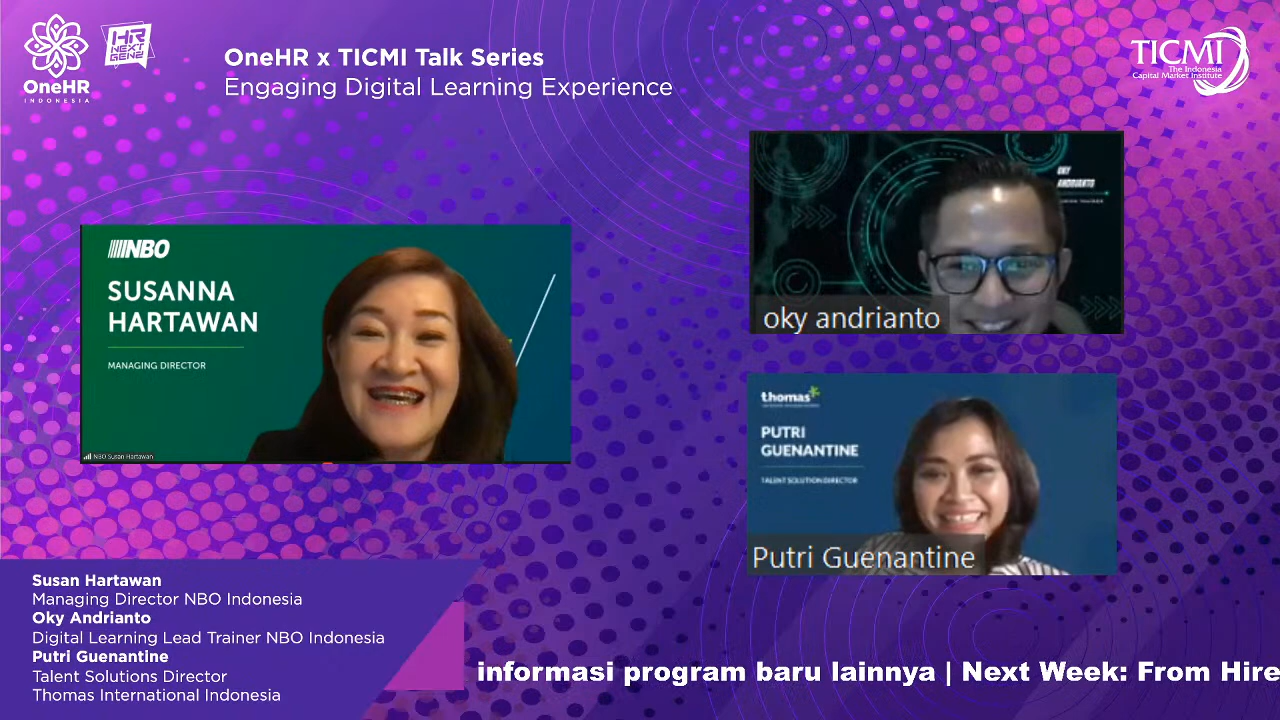 OneHR
INDONESIA
HR
NEXT
GEN
OneHR x TICMI Talk Series
Engaging Digital Learning Experience
TICMI
The Indonesia
Capital Market Institute
NBO
SUSANNA
HARTAWAN
MANAGING DIRECTOR
NBO Susan Hartawan
OKY
ANDRIANTO
TRAINER
oky andrianto
thomas
PUTRI
GUENANTINE
TALENT SOLUTION DIRECTOR
Putri Guenantine
Susan Hartawan
Managing Director NBO Indonesia
Oky Andrianto
Digital Learning Lead Trainer NBO Indonesia
Putri Guenantine
Talent Solutions Director
Thomas International Indonesia
informasi program baru lainnya | Next Week: From Hire